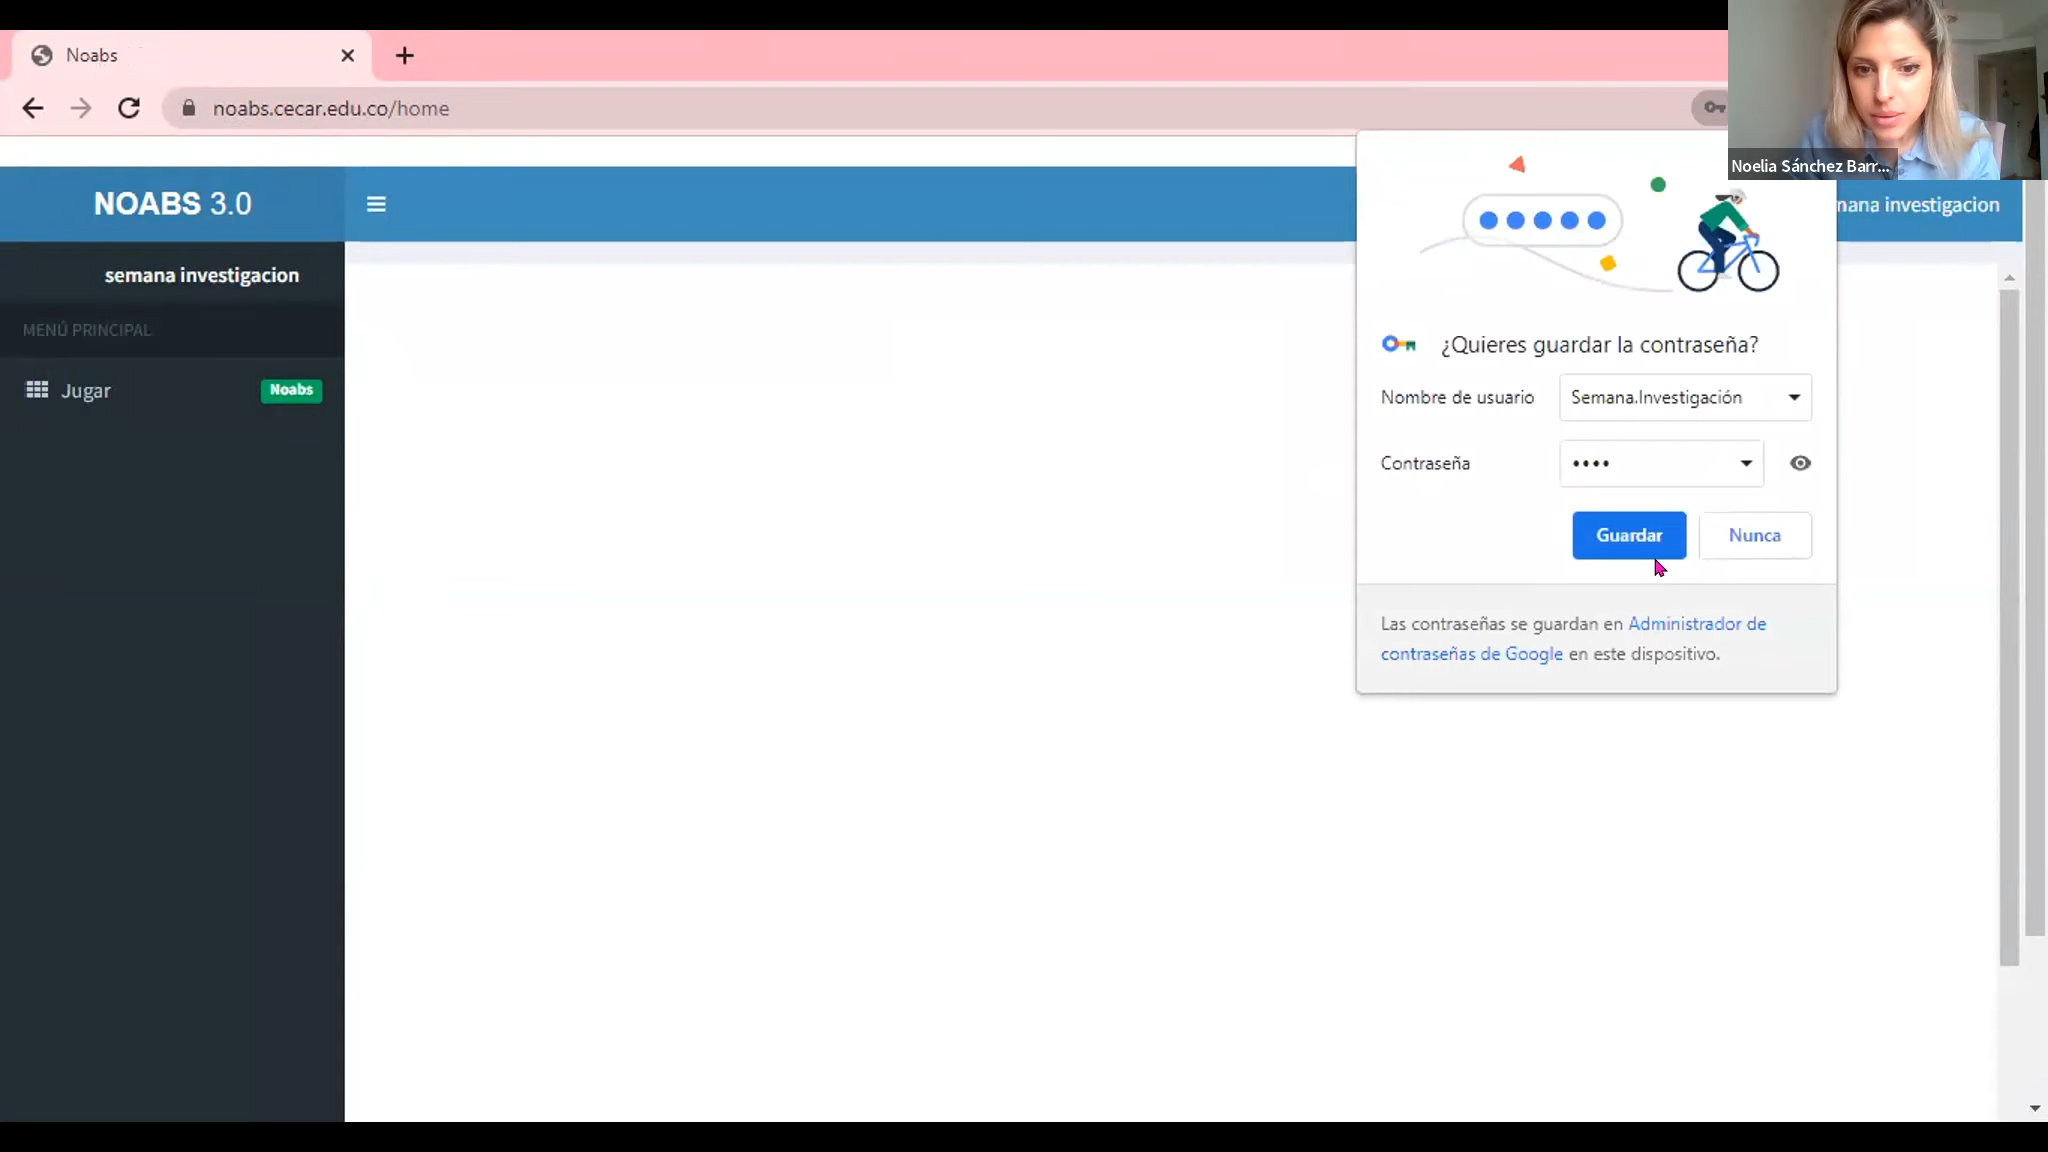 Noabs
noabs.cecar.edu.co/home
Noelia Sánchez Barr...
NOABS 3.0
mana investigacion
semana investigacion
MENÚ PRINCIPAL
Jugar Noabs
¿Quieres guardar la contraseña?
Nombre de usuario Semana.Investigación
Contraseña ••••
Guardar Nunca
Las contraseñas se guardan en Administrador de
contraseñas de Google en este dispositivo.